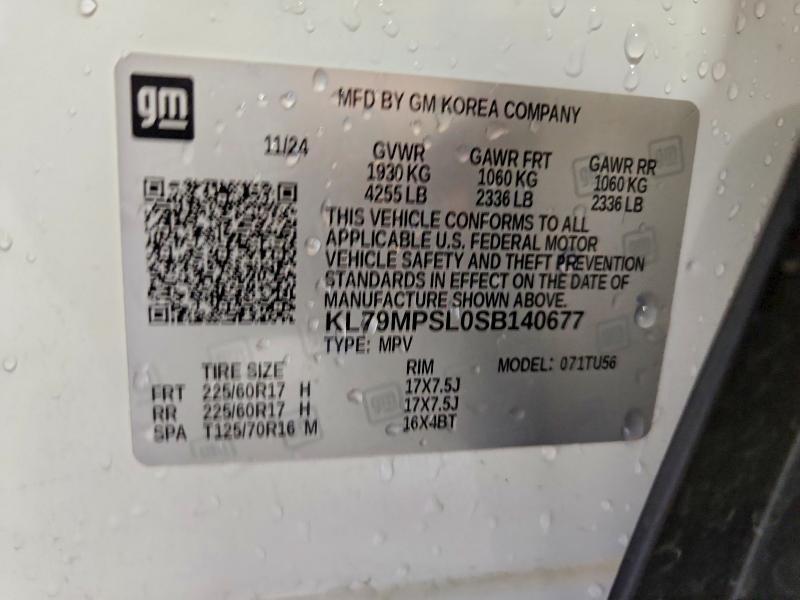 gm
MFD BY GM KOREA COMPANY
11/24
GVWR GAWR FRT GAWR RR
1930 KG 1060 KG 1060 KG
4255 LB 2336 LB 2336 LB
THIS VEHICLE CONFORMS TO ALL
APPLICABLE U.S. FEDERAL MOTOR
VEHICLE SAFETY AND THEFT PREVENTION
STANDARDS IN EFFECT ON THE DATE OF
MANUFACTURE SHOWN ABOVE.
KL79MPSL0SB140677
TYPE: MPV MODEL: 071TU56
TIRE SIZE RIM
FRT 225/60R17 H 17X7.5J
RR 225/60R17 H 17X7.5J
SPA T125/70R16 M 16X4BT